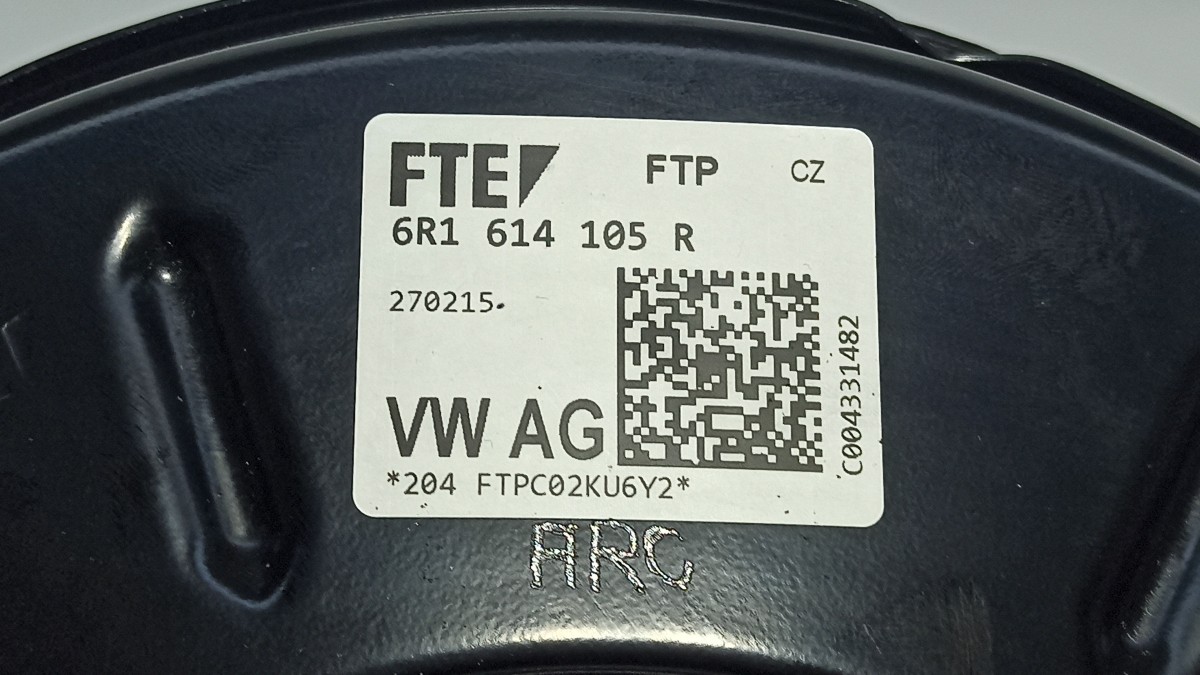 FTE FTP CZ
6R1 614 105 R
270215
VW AG
C004331482
*204 FTPC02KU6Y2*
ARC